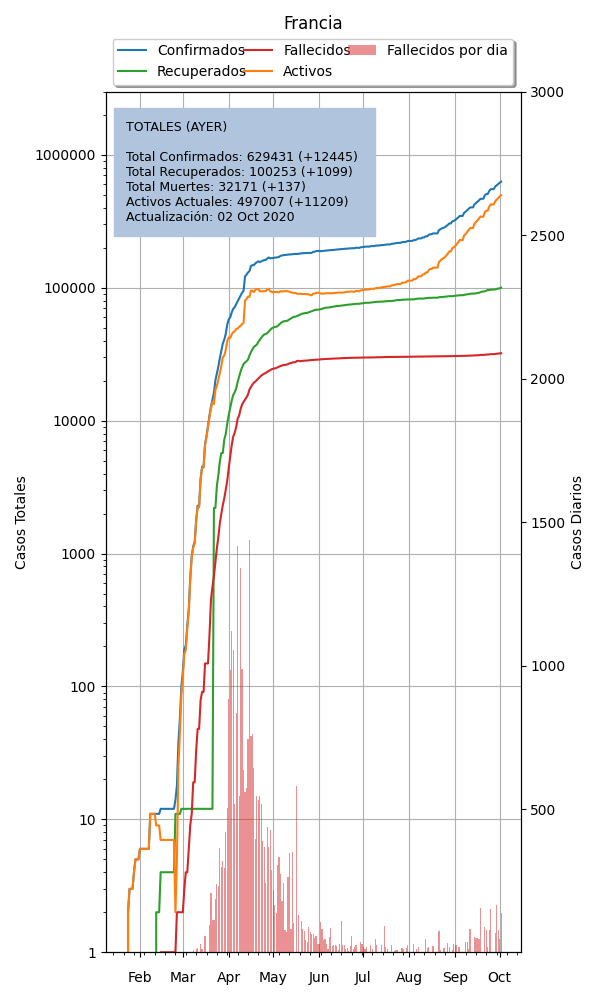 Francia
Confirmados Fallecidos Fallecidos por dia
Recuperados Activos
TOTALES (AYER)
Total Confirmados: 629431 (+12445)
Total Recuperados: 100253 (+1099)
Total Muertes: 32171 (+137)
Activos Actuales: 497007 (+11209)
Actualización: 02 Oct 2020
Casos Totales
1000000
100000
10000
1000
100
10
1
3000
2500
2000
1500
1000
500
Casos Diarios
Feb Mar Apr May Jun Jul Aug Sep Oct